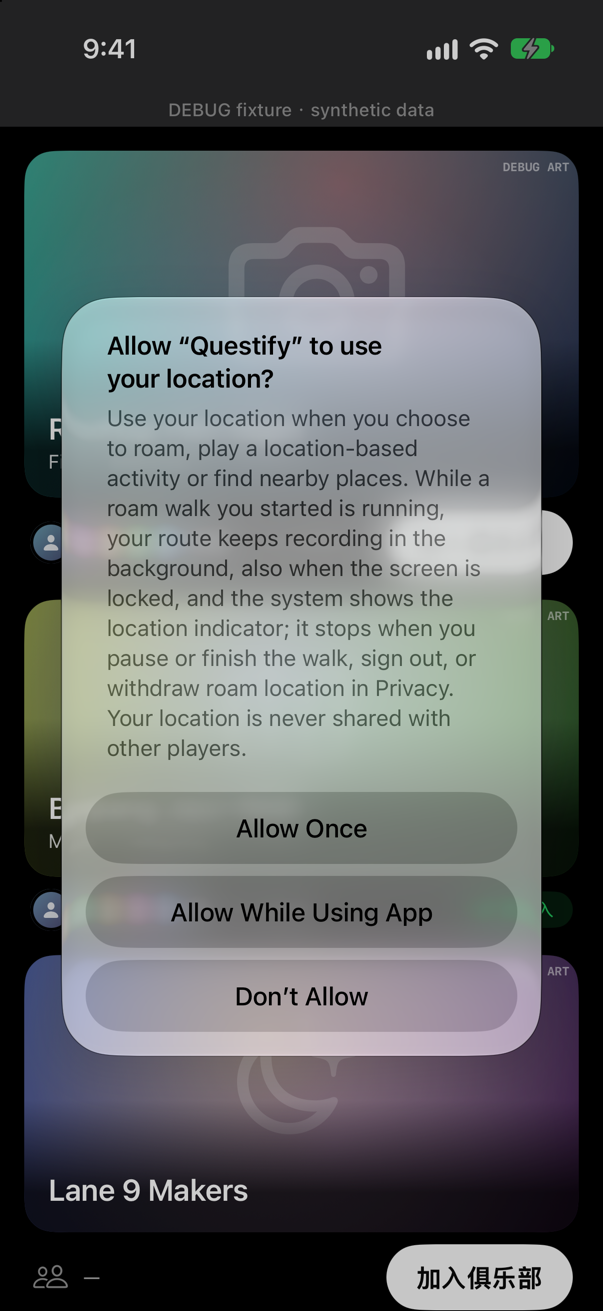 9:41
DEBUG fixture · synthetic data
DEBUG ART
Allow “Questify” to use
your location?
Use your location when you choose
to roam, play a location-based
activity or find nearby places. While a
roam walk you started is running,
your route keeps recording in the
background, also when the screen is
locked, and the system shows the
location indicator; it stops when you
pause or finish the walk, sign out, or
withdraw roam location in Privacy.
Your location is never shared with
other players.
ART
Allow Once
Allow While Using App
入
Don’t Allow
ART
Lane 9 Makers
–
加入俱乐部